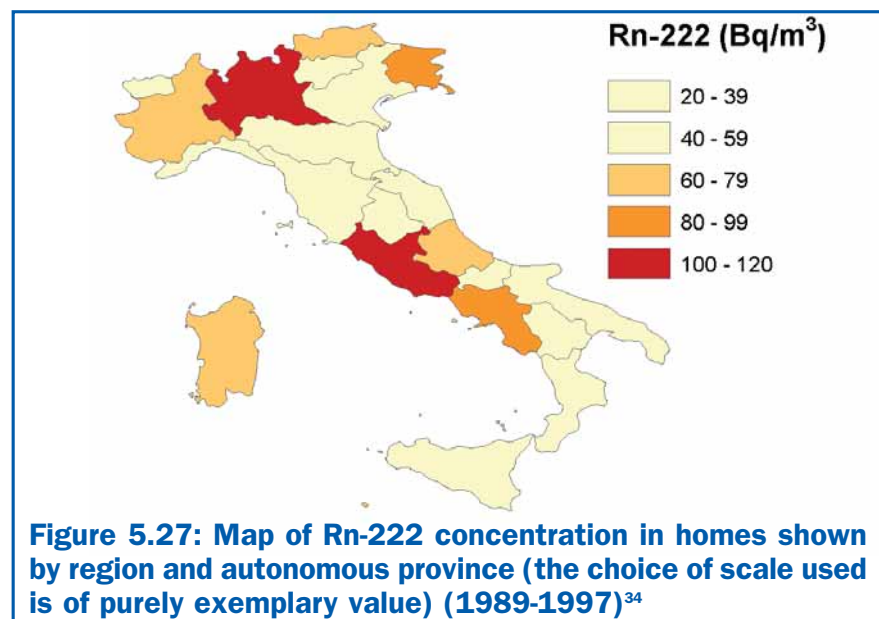 Rn-222 (Bq/m³)
20 - 39
40 - 59
60 - 79
80 - 99
100 - 120
Figure 5.27: Map of Rn-222 concentration in homes shown
by region and autonomous province (the choice of scale used
is of purely exemplary value) (1989-1997)³⁴